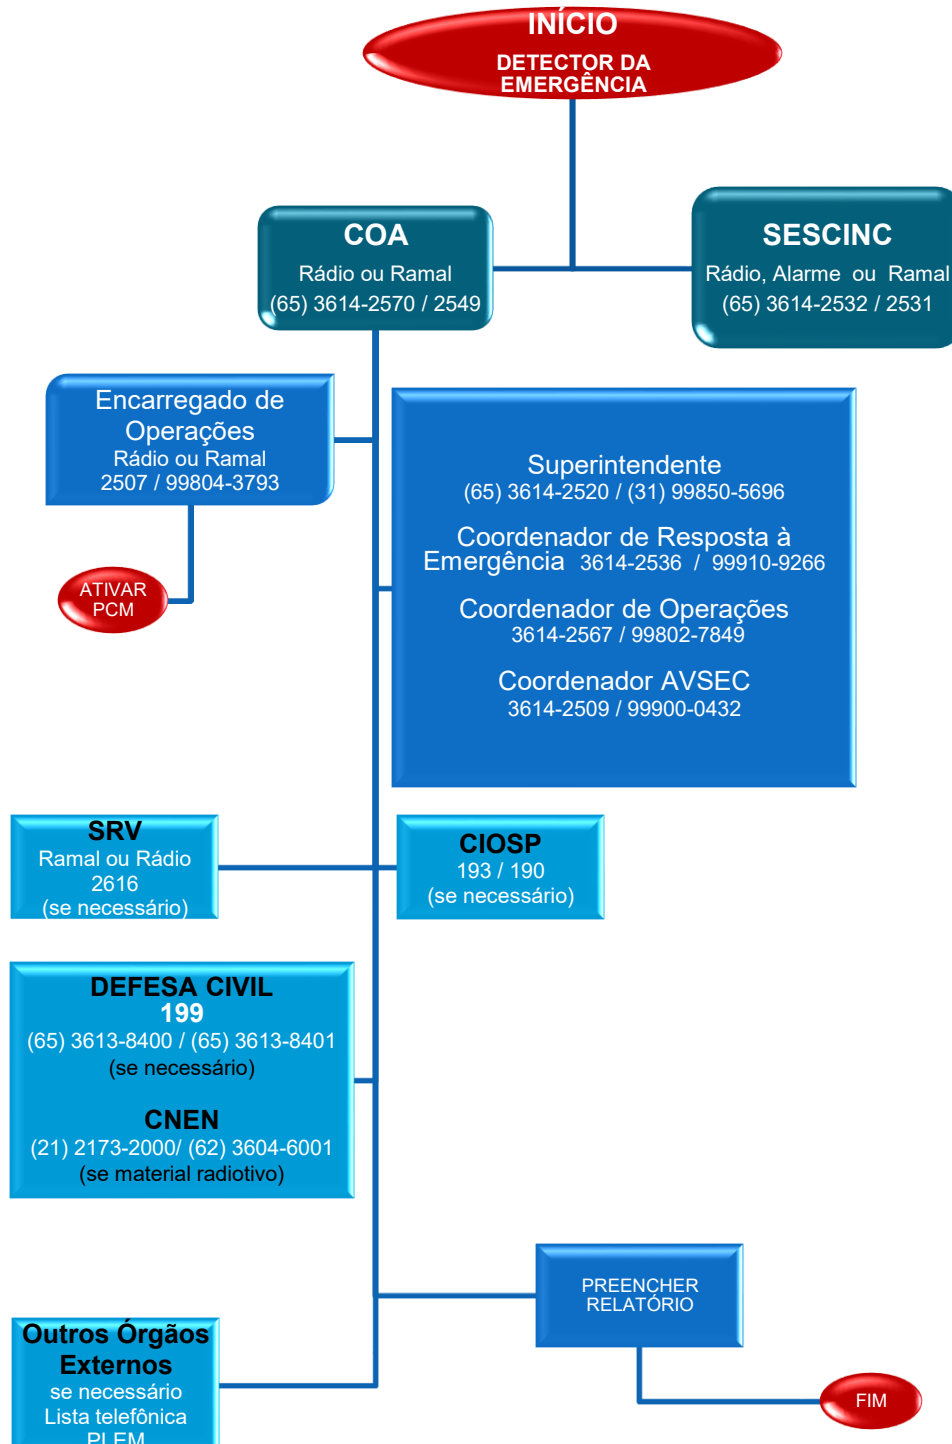 INÍCIO
DETECTOR DA
EMERGÊNCIA
COA
Rádio ou Ramal
(65) 3614-2570 / 2549
SESCINC
Rádio, Alarme ou Ramal
(65) 3614-2532 / 2531
Encarregado de
Operações
Rádio ou Ramal
2507 / 99804-3793
ATIVAR
PCM
Superintendente
(65) 3614-2520 / (31) 99850-5696
Coordenador de Resposta à
Emergência 3614-2536 / 99910-9266
Coordenador de Operações
3614-2567 / 99802-7849
Coordenador AVSEC
3614-2509 / 99900-0432
SRV
Ramal ou Rádio
2616
(se necessário)
CIOSP
193 / 190
(se necessário)
DEFESA CIVIL
199
(65) 3613-8400 / (65) 3613-8401
(se necessário)
CNEN
(21) 2173-2000/ (62) 3604-6001
(se material radiotivo)
PREENCHER
RELATÓRIO
Outros Órgãos
Externos
se necessário
Lista telefônica
PLEM
FIM